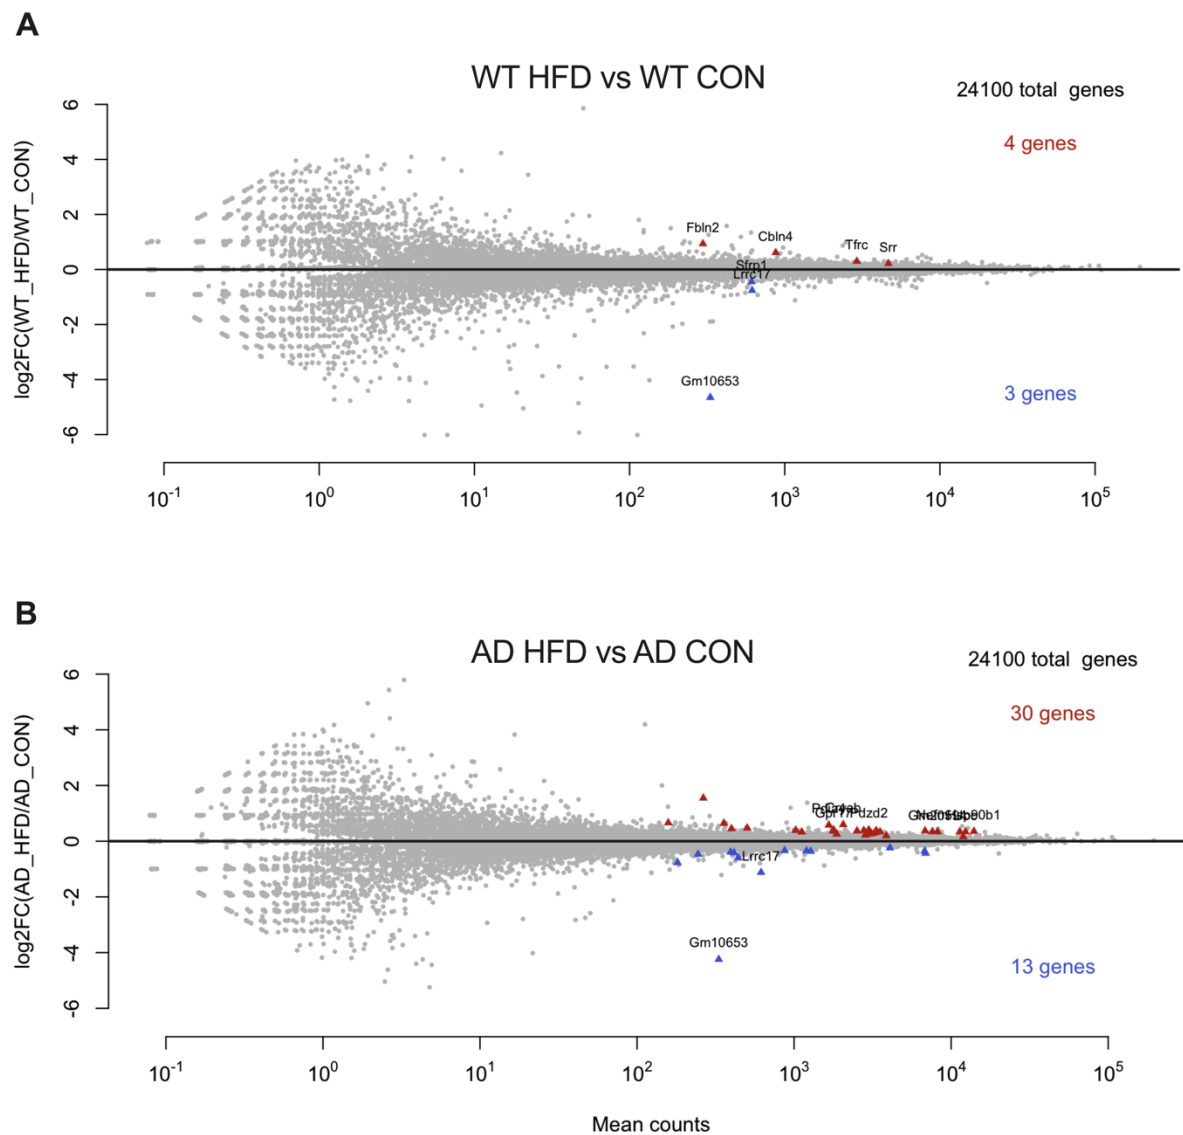 A
WT HFD vs WT CON
24100 total genes
4 genes
3 genes
log2FC(WT_HFD/WT_CON)
6
4
2
0
-2
-4
-6
Fbln2
Cbln4
Tfrc
Srr
Sfrp1
Lrrc17
Gm10653
10-1
100
101
102
103
104
105
B
AD HFD vs AD CON
24100 total genes
30 genes
13 genes
log2FC(AD_HFD/AD_CON)
6
4
2
0
-2
-4
-6
Pdzd2
Lrrc17
Gm10653
10-1
100
101
102
103
104
105
Mean counts